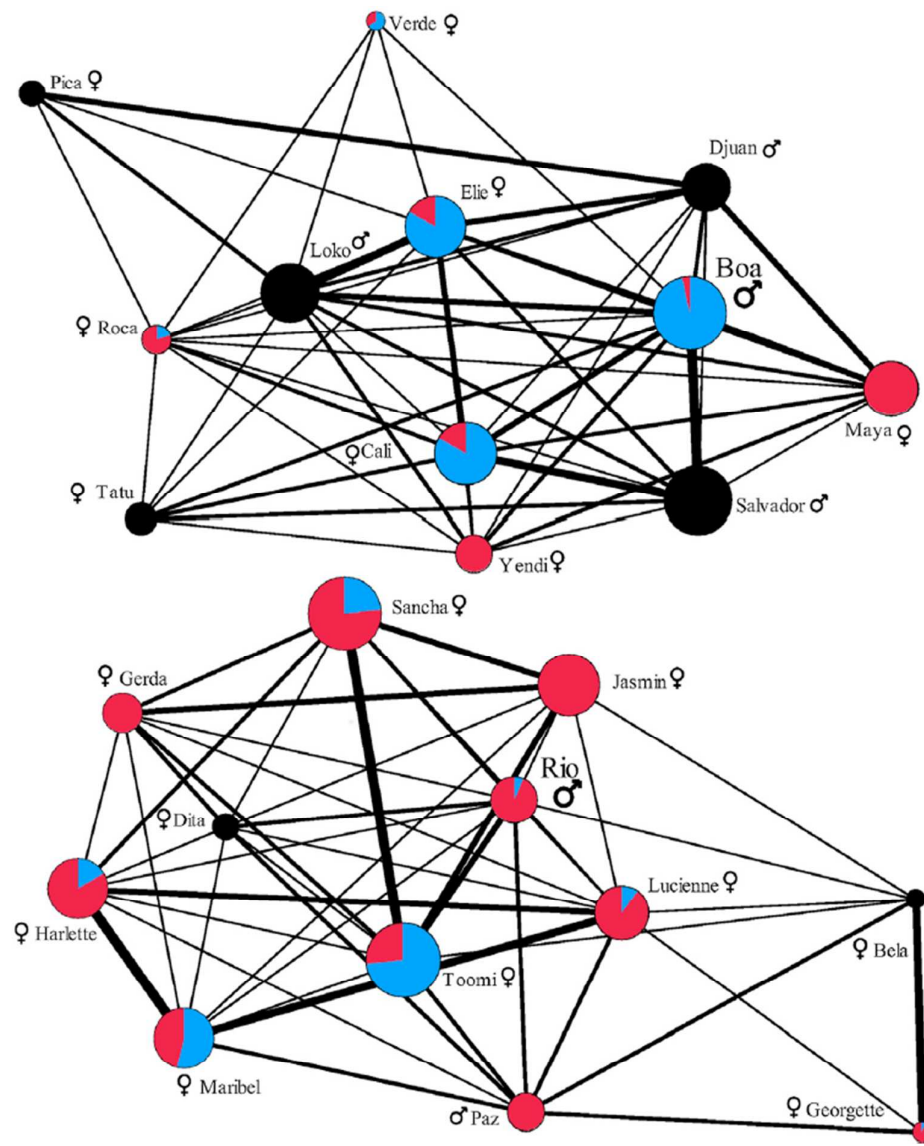 Verde ♀
Pica ♀
Djuan ♂
Elie ♀
Loko ♂
Boa ♂
♀ Roca
Maya ♀
♀ Cali
♀ Tatu
Salvador ♂
Yendi ♀
Sancha ♀
♀ Gerda
Jasmin ♀
Rio ♂
♀ Dita
Lucienne ♀
♀ Harlette
♀ Bela
Toomi ♀
♀ Maribel
♂ Paz
♀ Georgette